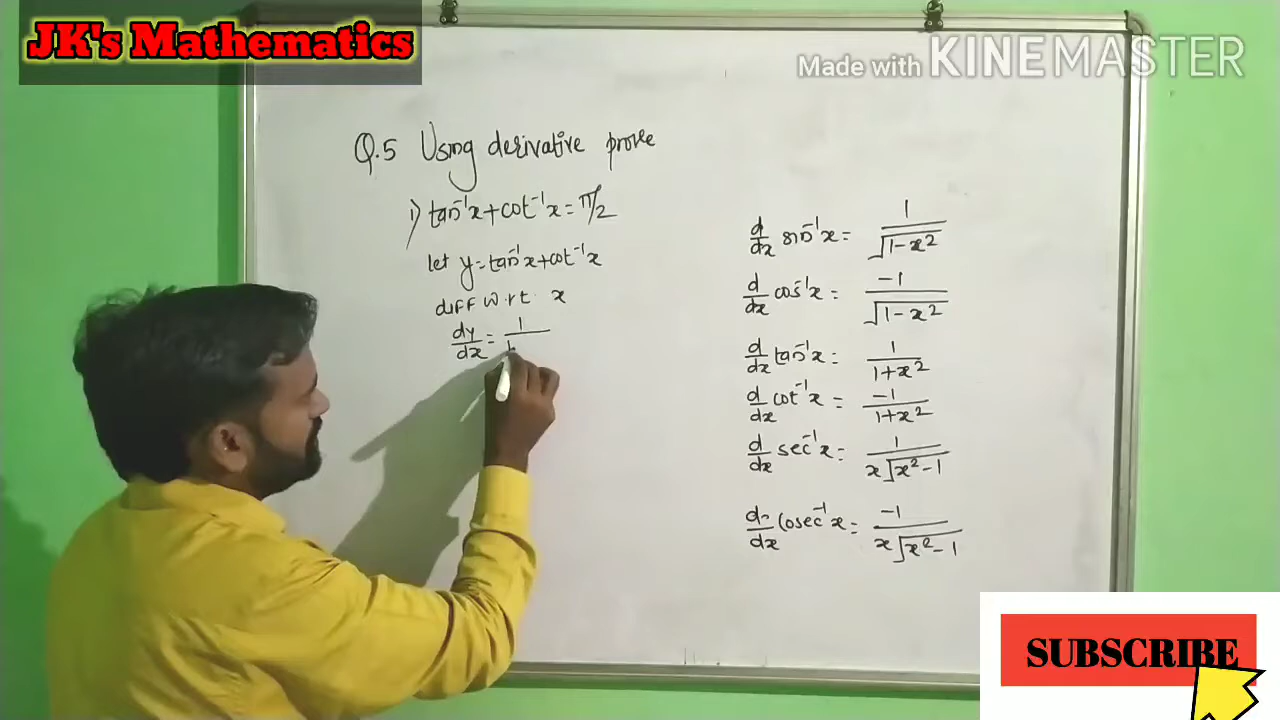 JK's Mathematics
Made with KINEMASTER
Q.5 Using derivative prove
i) tan⁻¹x+cot⁻¹x=π/2
let y=tan⁻¹x+cot⁻¹x
diff w.r.t. x
dy/dx = 1/1
d/dx sin⁻¹x = 1/√(1-x²)
d/dx cos⁻¹x = -1/√(1-x²)
d/dx tan⁻¹x = 1/(1+x²)
d/dx cot⁻¹x = -1/(1+x²)
d/dx sec⁻¹x = 1/(x√(x²-1))
d/dx cosec⁻¹x = -1/(x√(x²-1))
SUBSCRIBE